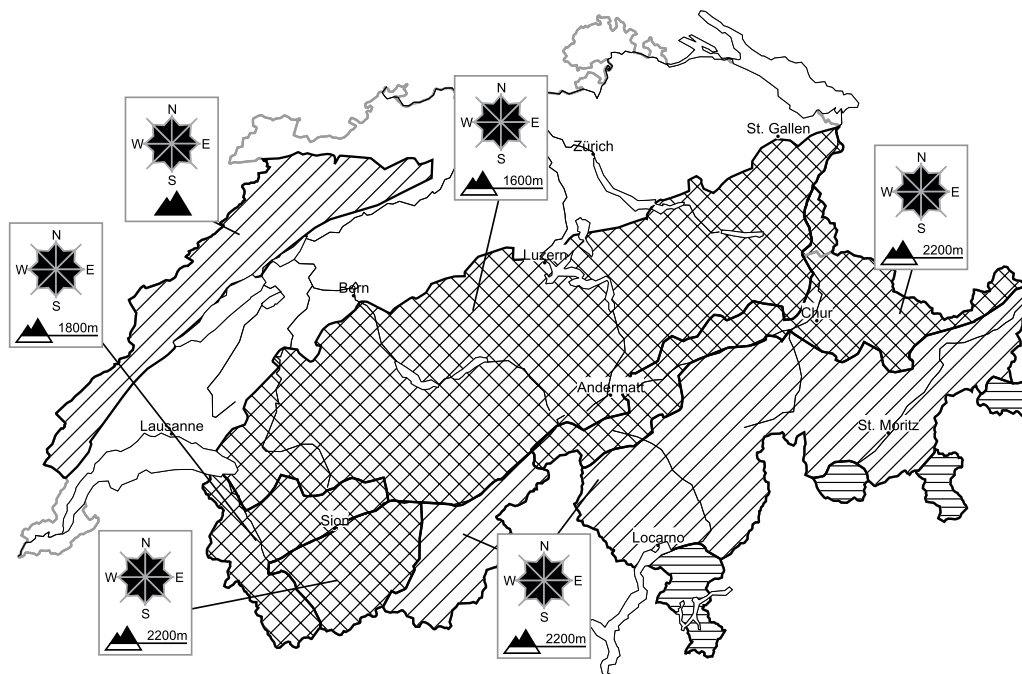 N
W E
S
1600m
St. Gallen
N
W E
S
Zürich
N
W E
S
2200m
N
W E
S
1800m
Luzern
Bern
Chur
Andermatt
Lausanne
St. Moritz
Sion
Locarno
N
W E
S
2200m
N
W E
S
2200m